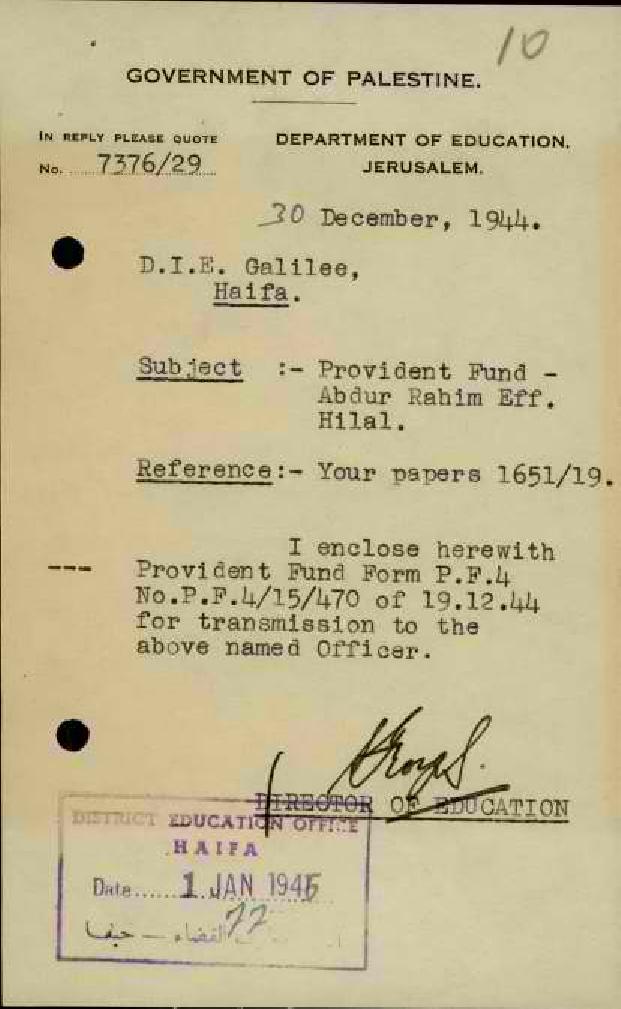 10
GOVERNMENT OF PALESTINE.
IN REPLY PLEASE QUOTE
No. 7376/29
DEPARTMENT OF EDUCATION,
JERUSALEM.
30 December, 1944.
D.I.E. Galilee,
Haifa.
Subject :- Provident Fund -
Abdur Rahim Eff.
Hilal.
Reference:- Your papers 1651/19.
I enclose herewith
--- Provident Fund Form P.F.4
No.P.F.4/15/470 of 19.12.44
for transmission to the
above named Officer.
DIRECTOR OF EDUCATION
DISTRICT EDUCATION OFFICE
HAIFA
Date...... 1 JAN 1945
77
القضاء - حيفا